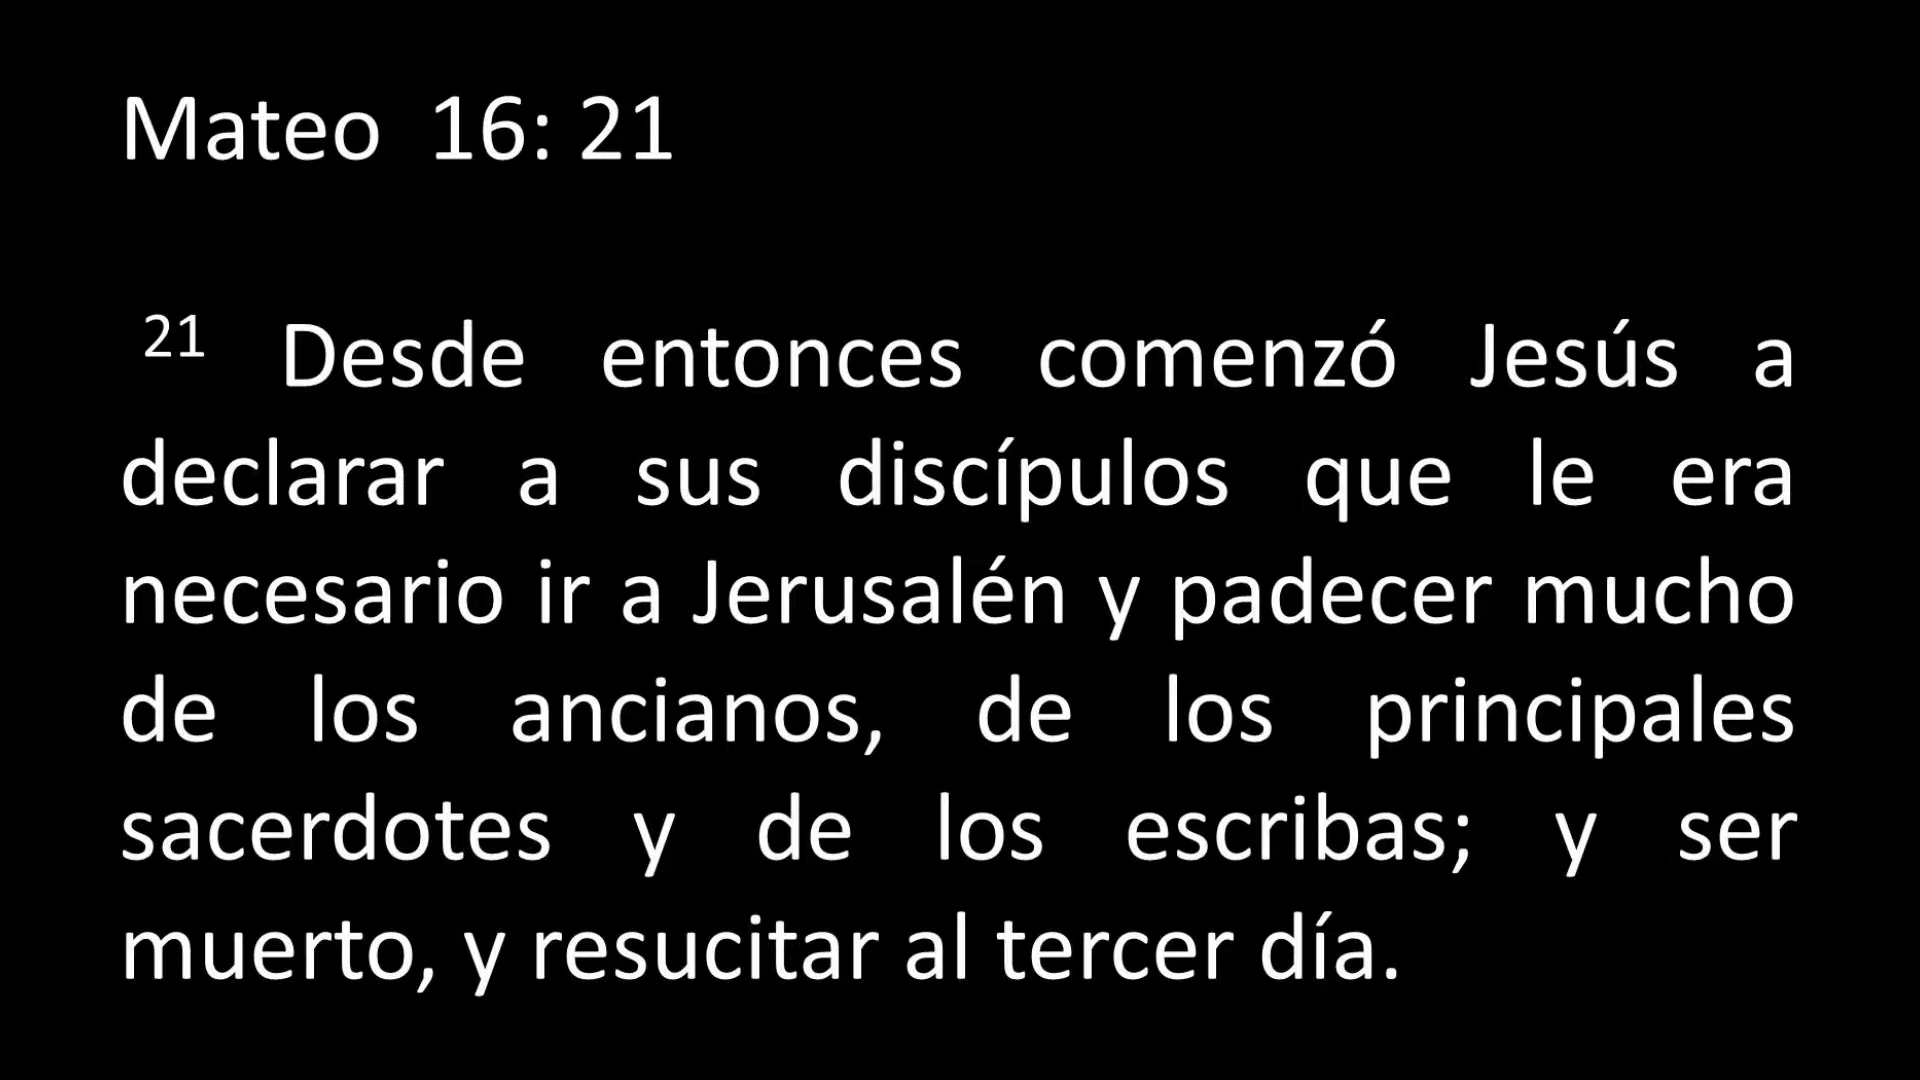 Mateo 16: 21
21 Desde entonces comenzó Jesús a
declarar a sus discípulos que le era
necesario ir a Jerusalén y padecer mucho
de los ancianos, de los principales
sacerdotes y de los escribas; y ser
muerto, y resucitar al tercer día.